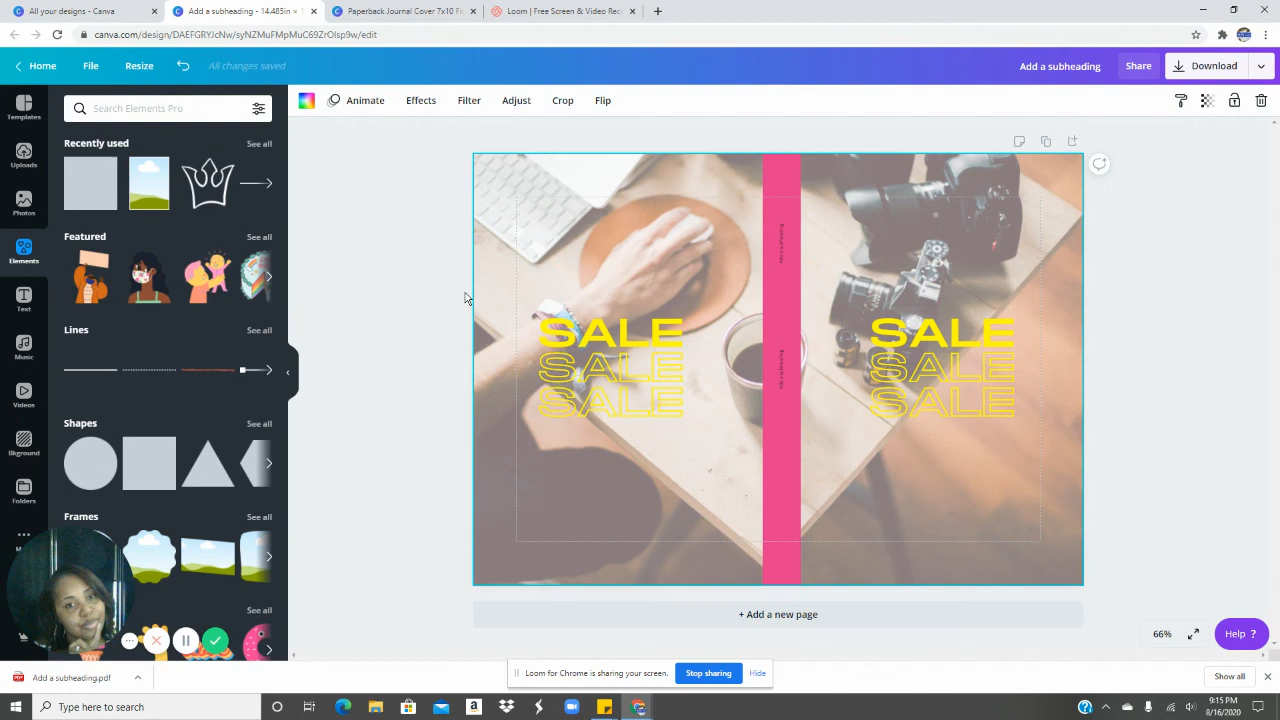 All your designs - Canva
Add a subheading - 14.485in ×
Paperback Journal Cover 7x10 Fi
Loom | Free Screen & Video Rec
canva.com/design/DAEFGRYJcNw/syNZMuFMpMuC69ZrOlsp9w/edit
Home
File
Resize
All changes saved
Add a subheading
Share
Download
Templates
Uploads
Photos
Elements
Text
Music
Videos
Bkground
Folders
Search Elements Pro
Animate
Effects
Filter
Adjust
Crop
Flip
Recently used
See all
Featured
See all
Lines
See all
Shapes
See all
Frames
See all
See all
SALE
SALE
SALE
SALE
SALE
SALE
+ Add a new page
66%
Help ?
Add a subheading.pdf
Loom for Chrome is sharing your screen.
Stop sharing
Hide
Show all
Type here to search
9:15 PM
8/16/2020